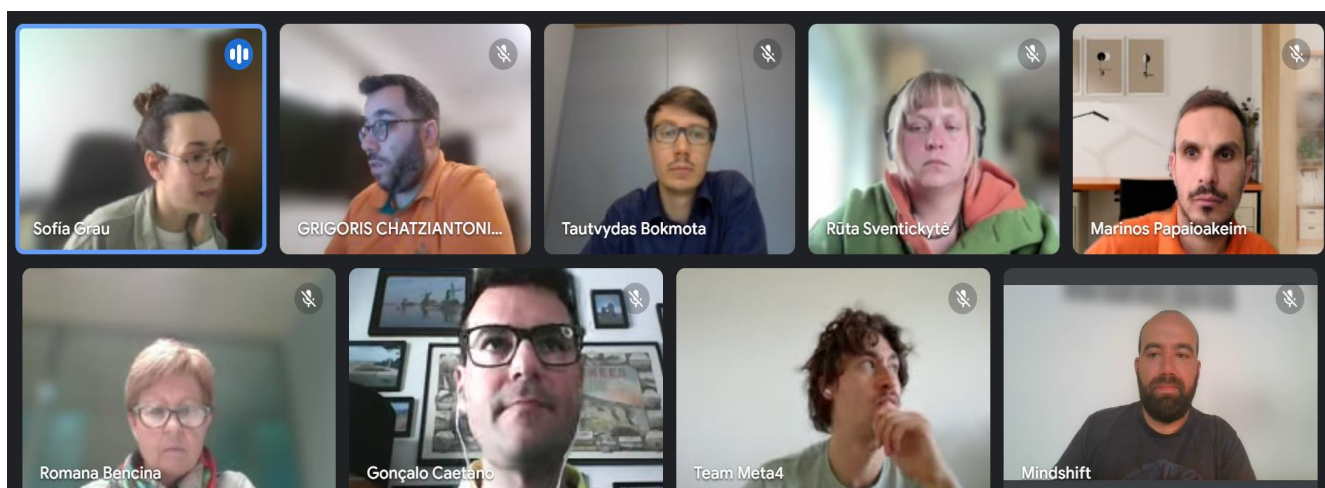 Sofía Grau
GRIGORIS CHATZIANTONI...
Tautvydas Bokmota
Rūta Sventickytė
Marinos Papaioakeim
Romana Bencina
Gonçalo Caetano
Team Meta4
Mindshift